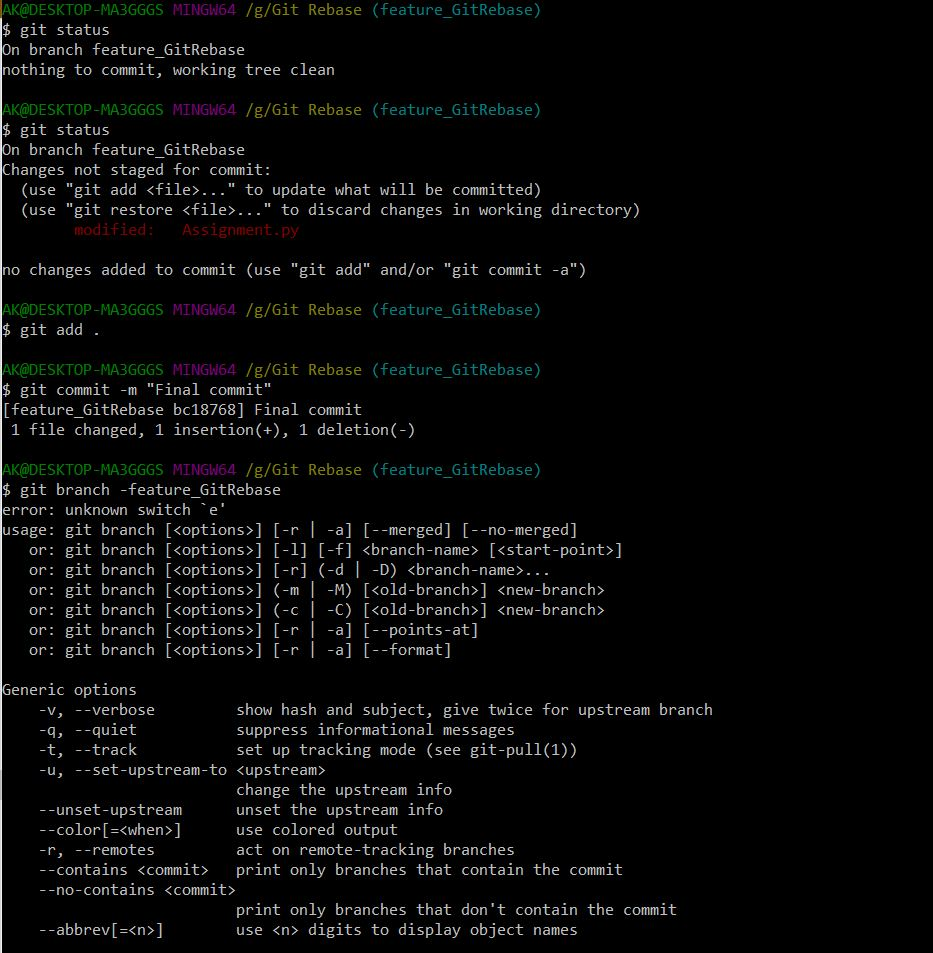 AK@DESKTOP-MA3GGGS MINGW64 /g/Git Rebase (feature_GitRebase)
$ git status
On branch feature_GitRebase
nothing to commit, working tree clean

AK@DESKTOP-MA3GGGS MINGW64 /g/Git Rebase (feature_GitRebase)
$ git status
On branch feature_GitRebase
Changes not staged for commit:
  (use "git add <file>..." to update what will be committed)
  (use "git restore <file>..." to discard changes in working directory)
        modified:   Assignment.py

no changes added to commit (use "git add" and/or "git commit -a")

AK@DESKTOP-MA3GGGS MINGW64 /g/Git Rebase (feature_GitRebase)
$ git add .

AK@DESKTOP-MA3GGGS MINGW64 /g/Git Rebase (feature_GitRebase)
$ git commit -m "Final commit"
[feature_GitRebase bc18768] Final commit
 1 file changed, 1 insertion(+), 1 deletion(-)

AK@DESKTOP-MA3GGGS MINGW64 /g/Git Rebase (feature_GitRebase)
$ git branch -feature_GitRebase
error: unknown switch `e'
usage: git branch [<options>] [-r | -a] [--merged] [--no-merged]
   or: git branch [<options>] [-l] [-f] <branch-name> [<start-point>]
   or: git branch [<options>] [-r] (-d | -D) <branch-name>...
   or: git branch [<options>] (-m | -M) [<old-branch>] <new-branch>
   or: git branch [<options>] (-c | -C) [<old-branch>] <new-branch>
   or: git branch [<options>] [-r | -a] [--points-at]
   or: git branch [<options>] [-r | -a] [--format]

Generic options
    -v, --verbose         show hash and subject, give twice for upstream branch
    -q, --quiet           suppress informational messages
    -t, --track           set up tracking mode (see git-pull(1))
    -u, --set-upstream-to <upstream>
                          change the upstream info
    --unset-upstream      unset the upstream info
    --color[=<when>]      use colored output
    -r, --remotes         act on remote-tracking branches
    --contains <commit>   print only branches that contain the commit
    --no-contains <commit>
                          print only branches that don't contain the commit
    --abbrev[=<n>]        use <n> digits to display object names